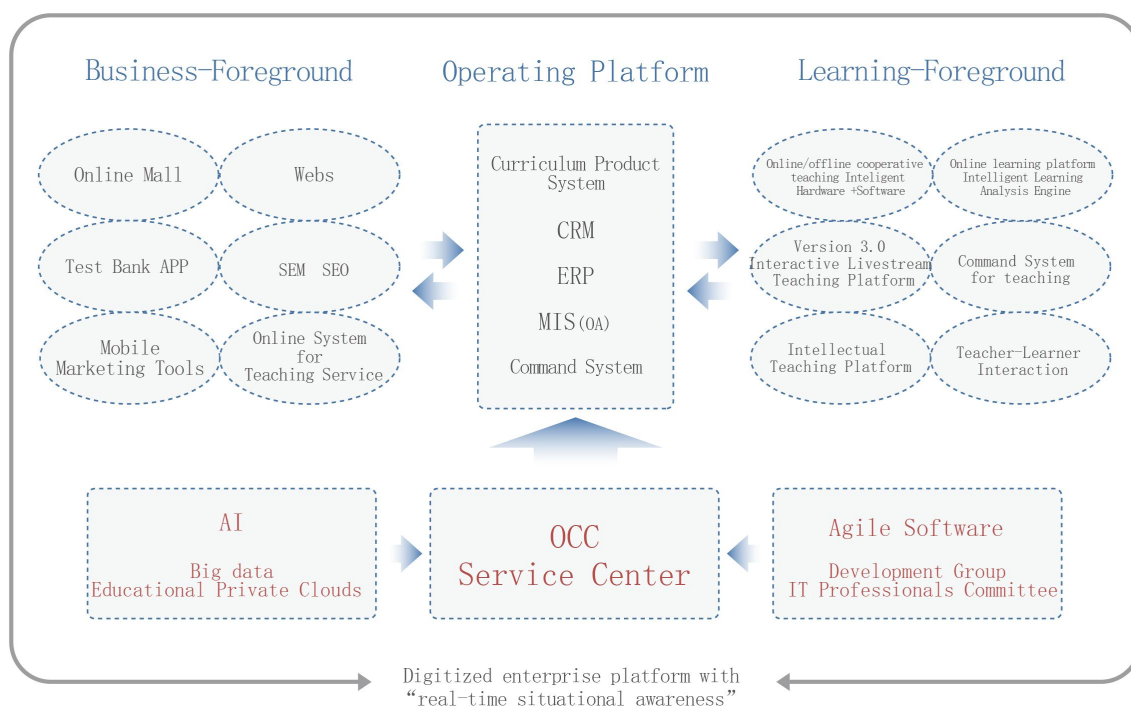 Business-Foreground
Operating Platform
Learning-Foreground
Online Mall
Webs
Test Bank APP
SEM SEO
Mobile
Marketing Tools
Online System
for
Teaching Service
Curriculum Product
System
CRM
ERP
MIS(OA)
Command System
Online/offline cooperative
teaching Inteligent
Hardware +Software
Online learning platform
Intelligent Learning
Analysis Engine
Version 3.0
Interactive Livestream
Teaching Platform
Command System
for teaching
Intellectual
Teaching Platform
Teacher-Learner
Interaction
AI
Big data
Educational Private Clouds
OCC
Service Center
Agile Software
Development Group
IT Professionals Committee
Digitized enterprise platform with
“real-time situational awareness”